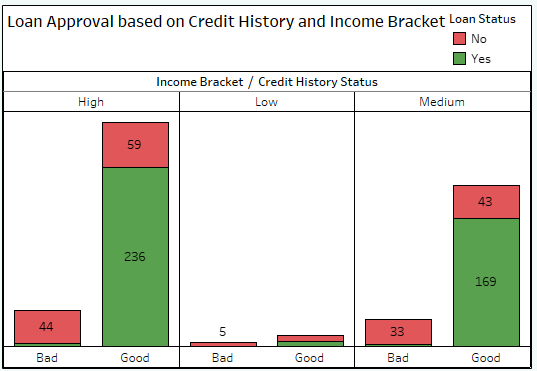 Loan Approval based on Credit History and Income Bracket
Loan Status
No
Yes
Income Bracket / Credit History Status
High Low Medium
59
236
44
5
43
169
33
Bad Good Bad Good Bad Good